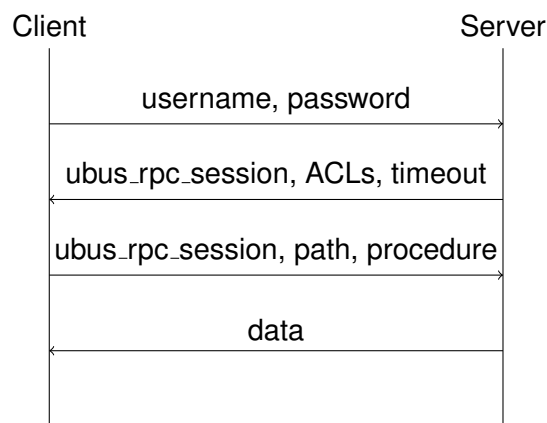 Client Server
username, password
ubus_rpc_session, ACLs, timeout
ubus_rpc_session, path, procedure
data